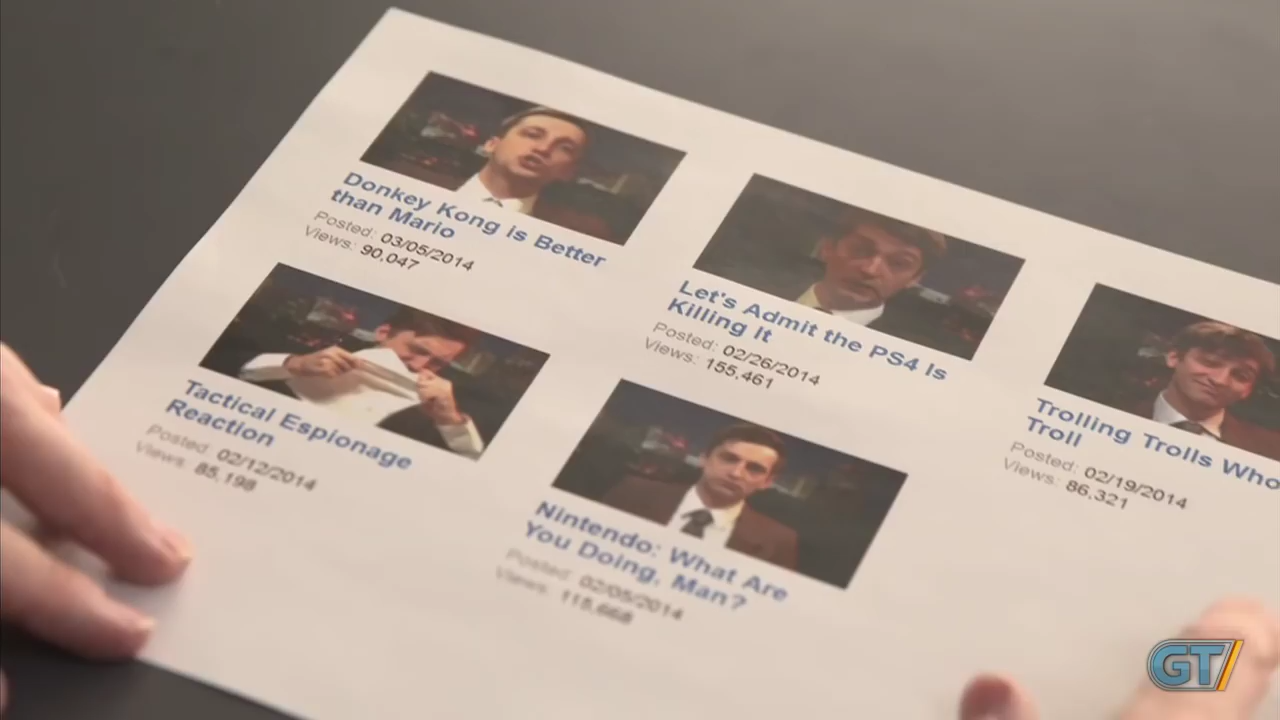 Donkey Kong is Better
than Mario
Posted: 03/05/2014
Views: 90,047
Let's Admit the PS4 Is
Killing It
Posted: 02/26/2014
Views: 155,461
Trolling Trolls Who
Troll
Posted: 02/19/2014
Views: 86,321
Tactical Espionage
Reaction
Posted: 02/12/2014
Views: 85,198
Nintendo: What Are
You Doing, Man?
Posted: 02/05/2014
Views: 115,668
GT/